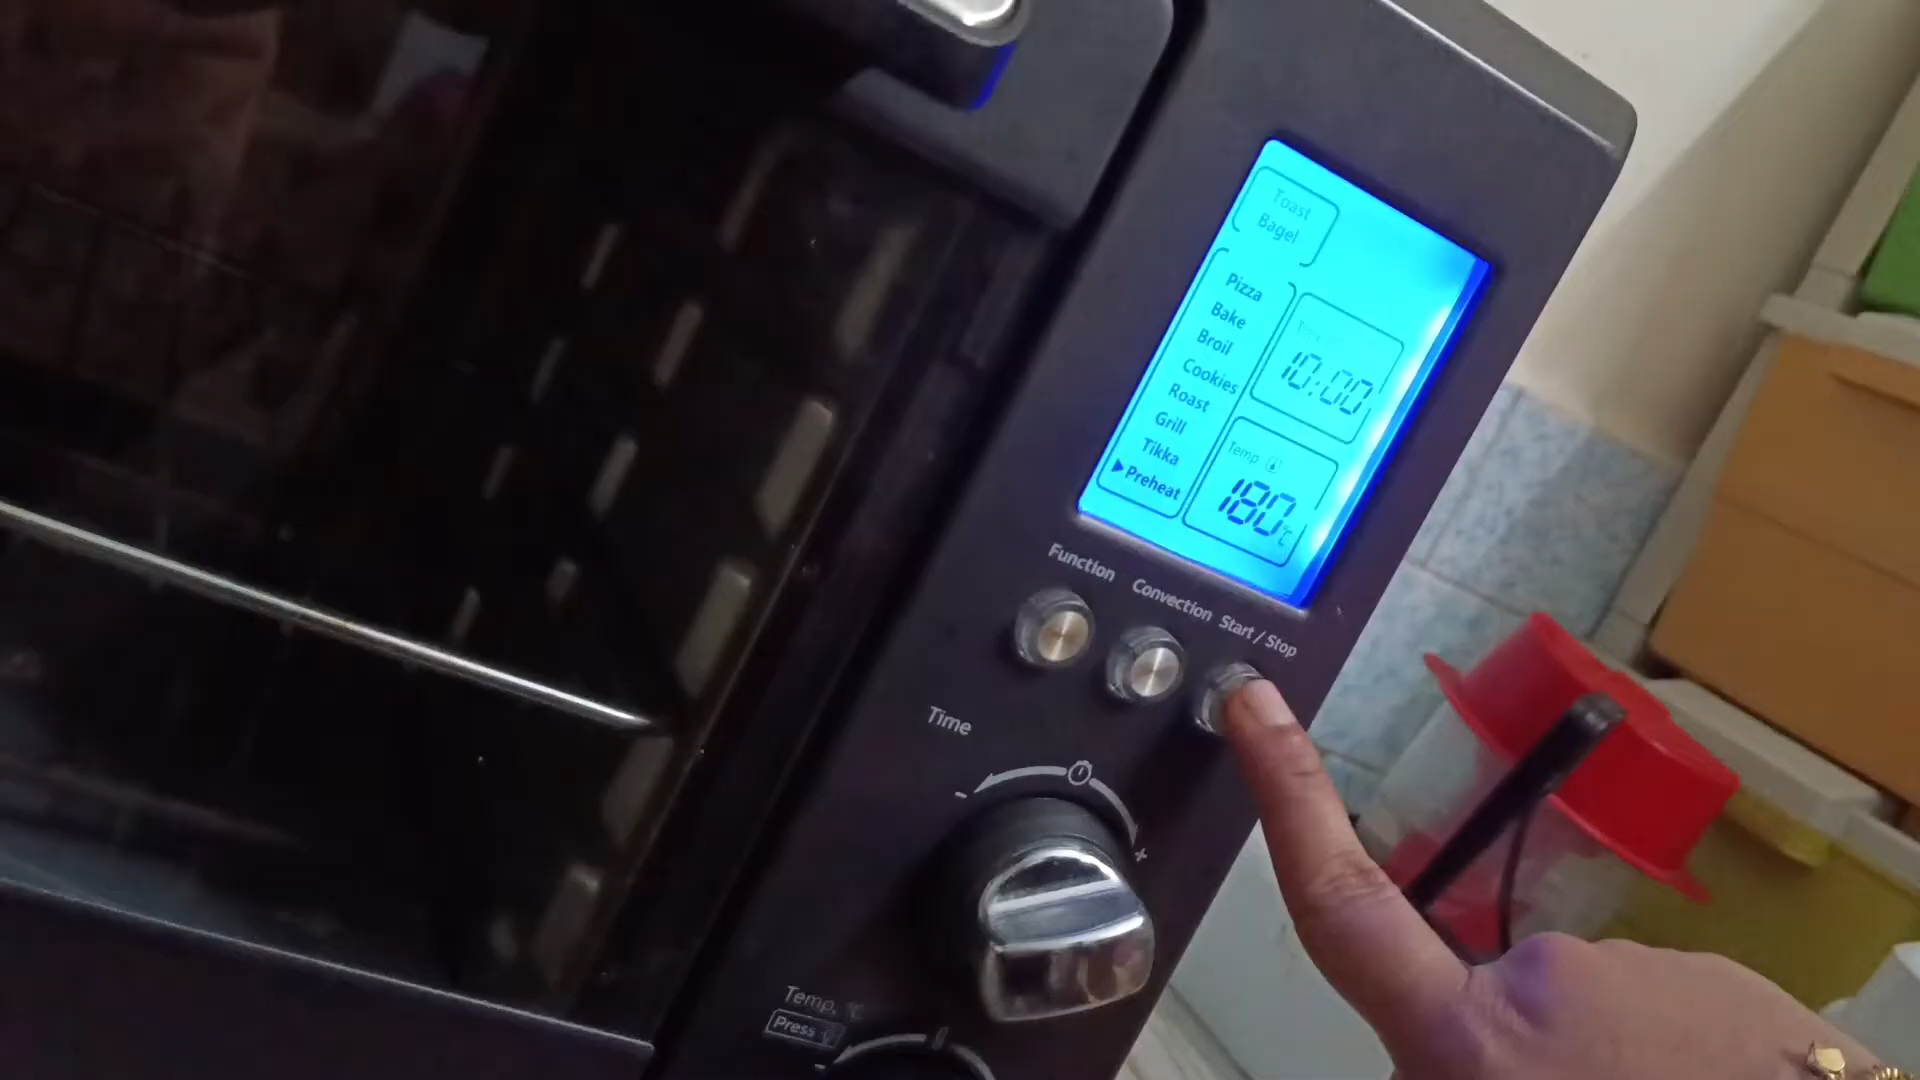 Toast
Bagel
Pizza
Bake
Broil
Cookies
Roast
Grill
Tikka
▶Preheat
Time
10:00
Temp
180°C
Function
Convection
Start / Stop
Time
-
+
Temp. °C
Press
-